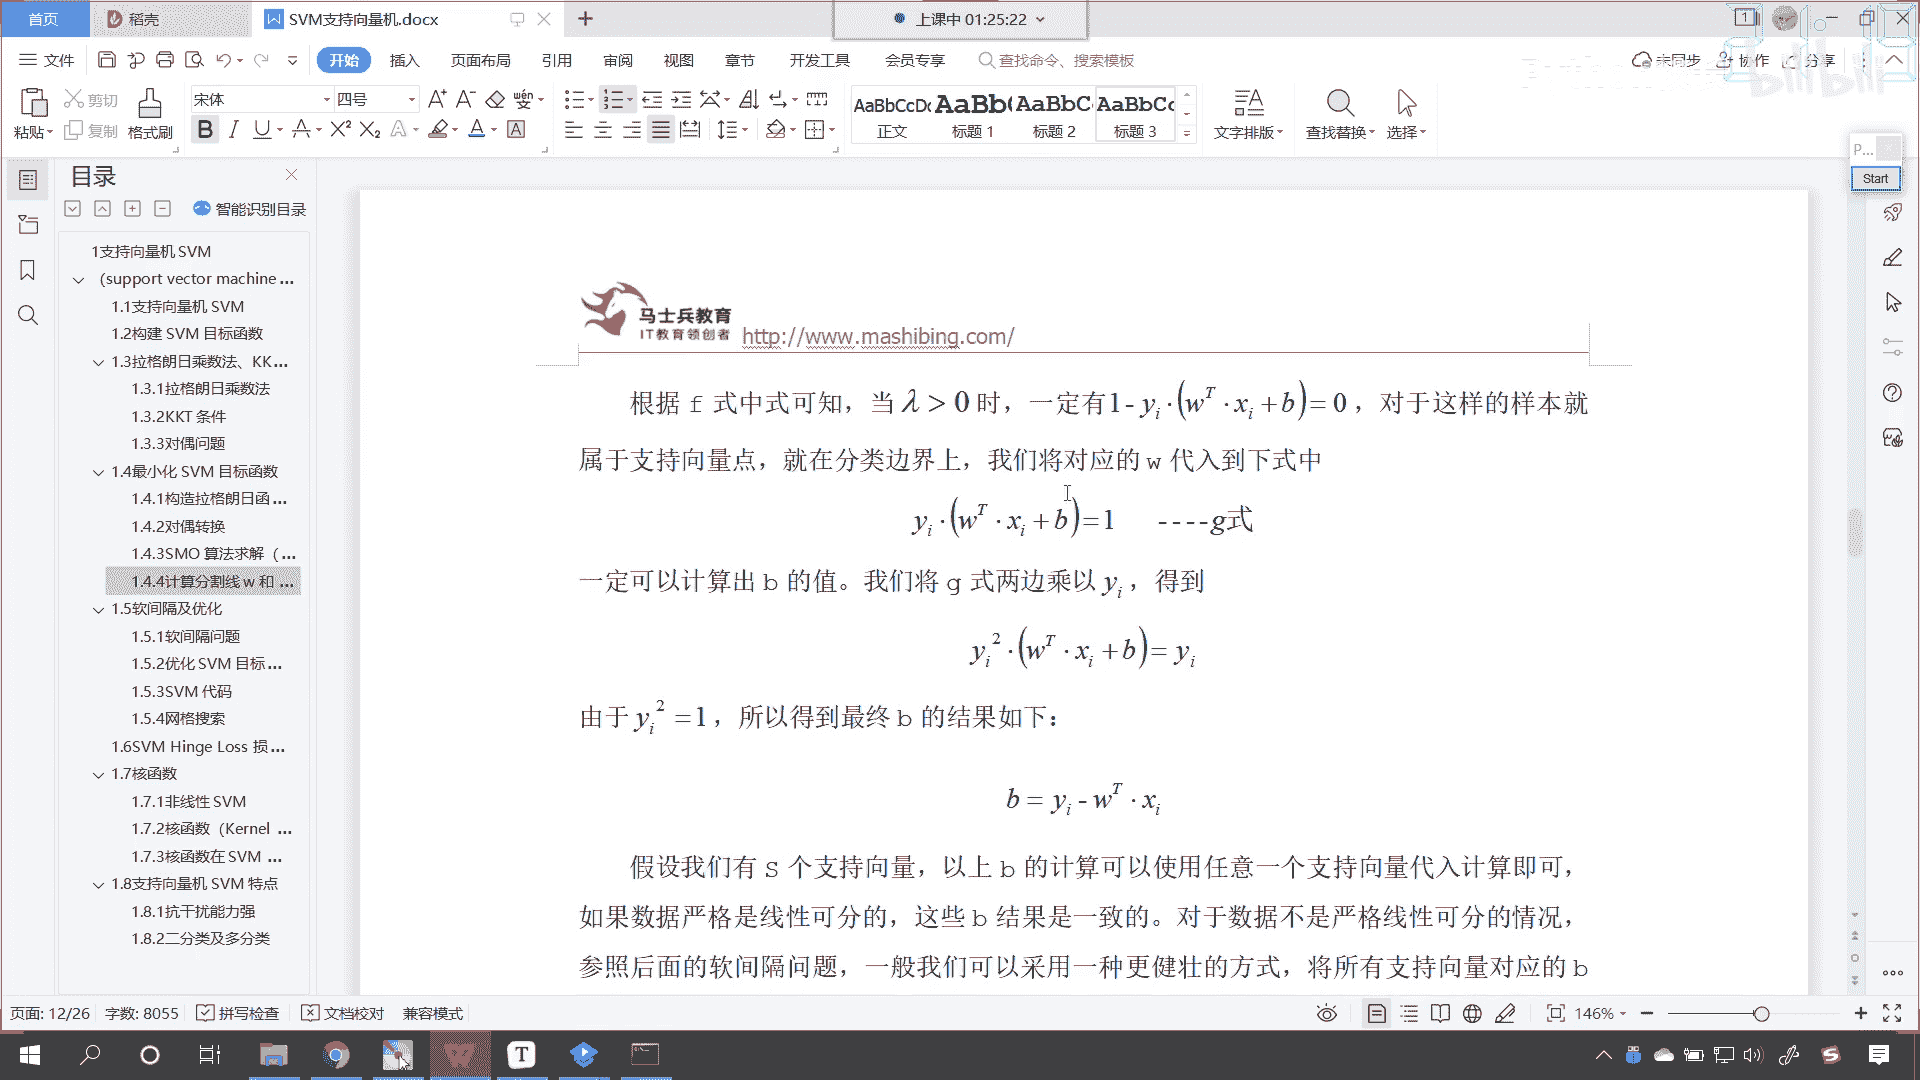 首页
稻壳
SVM支持向量机.docx
上课中 01:25:22
文件
开始
插入
页面布局
引用
审阅
视图
章节
开发工具
会员专享
查找命令、搜索模板
未同步
协作
分享
bilibili
粘贴
剪切
复制
格式刷
宋体
四号
AaBbCcDc
AaBb(
AaBbC
AaBbCc
正文
标题 1
标题 2
标题 3
文字排版
查找替换
选择
P...
Start
目录
智能识别目录
1支持向量机 SVM
(support vector machine ...
1.1支持向量机 SVM
1.2构建 SVM 目标函数
1.3拉格朗日乘数法、KK...
1.3.1拉格朗日乘数法
1.3.2KKT 条件
1.3.3对偶问题
1.4最小化 SVM 目标函数
1.4.1构造拉格朗日函 ...
1.4.2对偶转换
1.4.3SMO 算法求解（ ...
1.4.4计算分割线 w 和 ...
1.5软间隔及优化
1.5.1软间隔问题
1.5.2优化 SVM 目标 ...
1.5.3SVM 代码
1.5.4网格搜索
1.6SVM Hinge Loss 损 ...
1.7核函数
1.7.1非线性 SVM
1.7.2核函数（Kernel ...
1.7.3核函数在 SVM ...
1.8支持向量机 SVM 特点
1.8.1抗干扰能力强
1.8.2二分类及多分类
马士兵教育
IT教育领创者 http://www.mashibing.com/
根据 f 式中式可知，当 λ > 0 时，一定有1 - y_i · (w^T · x_i + b) = 0，对于这样的样本就
属于支持向量点，就在分类边界上，我们将对应的 w 代入到下式中
y_i · (w^T · x_i + b) = 1 ----g式
一定可以计算出 b 的值。我们将 g 式两边乘以 y_i，得到
y_i^2 · (w^T · x_i + b) = y_i
由于 y_i^2 = 1，所以得到最终 b 的结果如下：
b = y_i - w^T · x_i
假设我们有 S 个支持向量，以上 b 的计算可以使用任意一个支持向量代入计算即可，
如果数据严格是线性可分的，这些 b 结果是一致的。对于数据不是严格线性可分的情况，
参照后面的软间隔问题，一般我们可以采用一种更健壮的方式，将所有支持向量对应的 b
页面: 12/26
字数: 8055
拼写检查
文档校对
兼容模式
146%